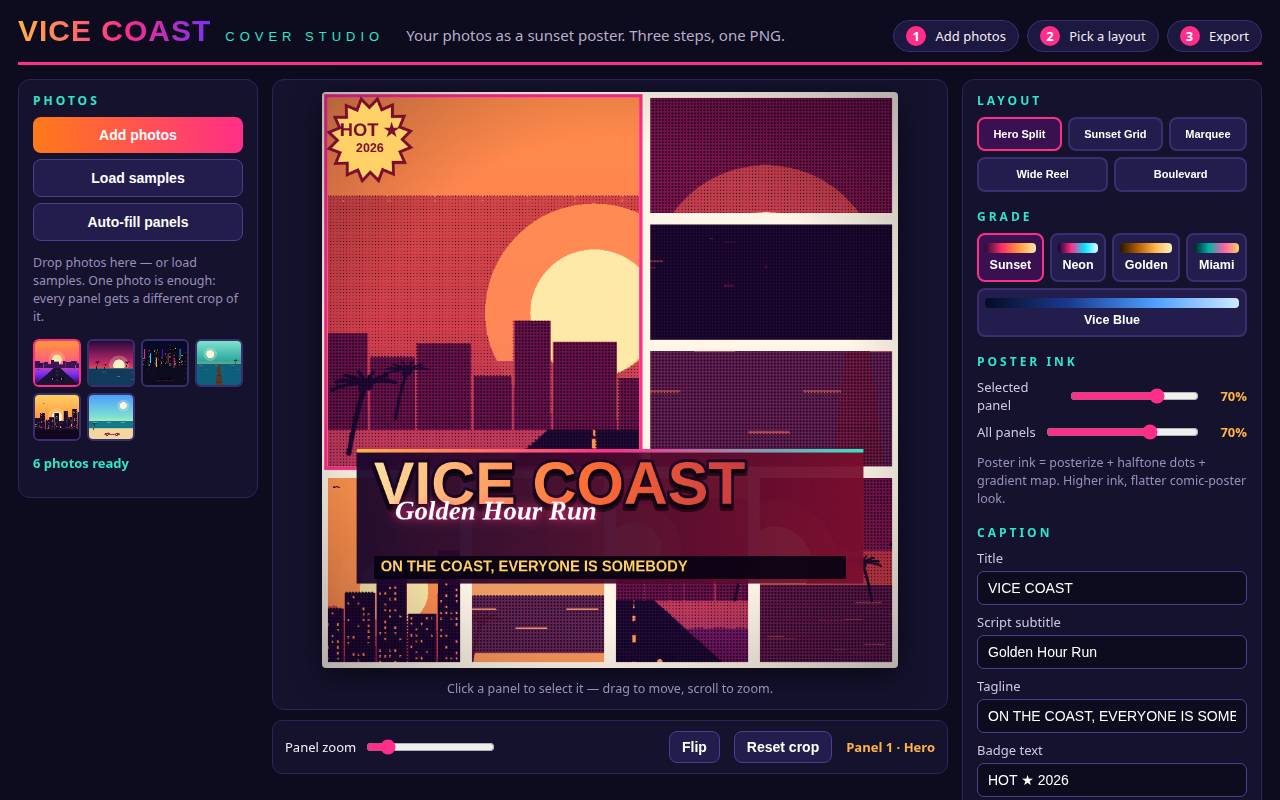 VICE COAST COVER STUDIO Your photos as a sunset poster. Three steps, one PNG.
1 Add photos
2 Pick a layout
3 Export
PHOTOS
Add photos
Load samples
Auto-fill panels
Drop photos here — or load
samples. One photo is enough:
every panel gets a different crop of
it.
6 photos ready
HOT ★
2026
VICE COAST
Golden Hour Run
ON THE COAST, EVERYONE IS SOMEBODY
Click a panel to select it — drag to move, scroll to zoom.
Panel zoom
Flip
Reset crop
Panel 1 · Hero
LAYOUT
Hero Split
Sunset Grid
Marquee
Wide Reel
Boulevard
GRADE
Sunset
Neon
Golden
Miami
Vice Blue
POSTER INK
Selected
panel
70%
All panels
70%
Poster ink = posterize + halftone dots +
gradient map. Higher ink, flatter comic-poster
look.
CAPTION
Title
VICE COAST
Script subtitle
Golden Hour Run
Tagline
ON THE COAST, EVERYONE IS SOME
Badge text
HOT ★ 2026